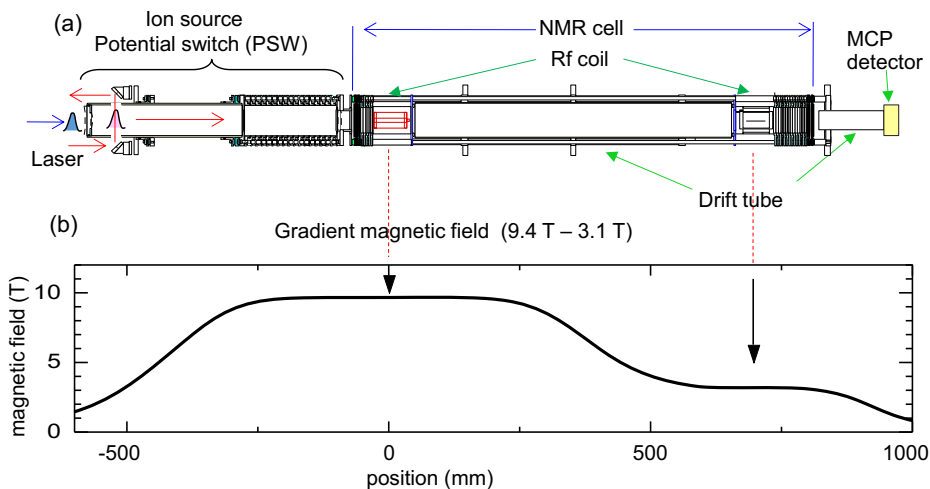 (a)
Ion source
Potential switch (PSW)
NMR cell
Rf coil
MCP
detector
Laser
Drift tube
(b)
Gradient magnetic field (9.4 T – 3.1 T)
magnetic field (T)
10
5
0
-500
0
500
1000
position (mm)